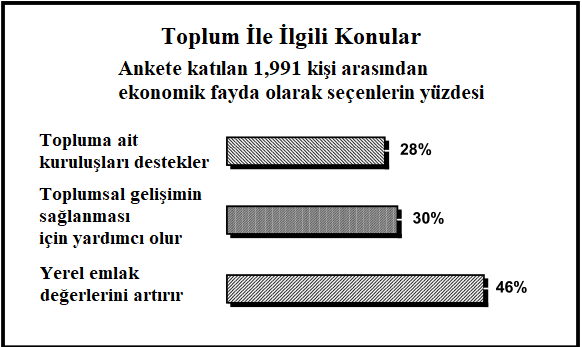 Toplum İle İlgili Konular
Ankete katılan 1,991 kişi arasından
ekonomik fayda olarak seçenlerin yüzdesi
Topluma ait
kuruluşları destekler
28%
Toplumsal gelişimin
sağlanması
için yardımcı olur
30%
Yerel emlak
değerlerini artırır
46%